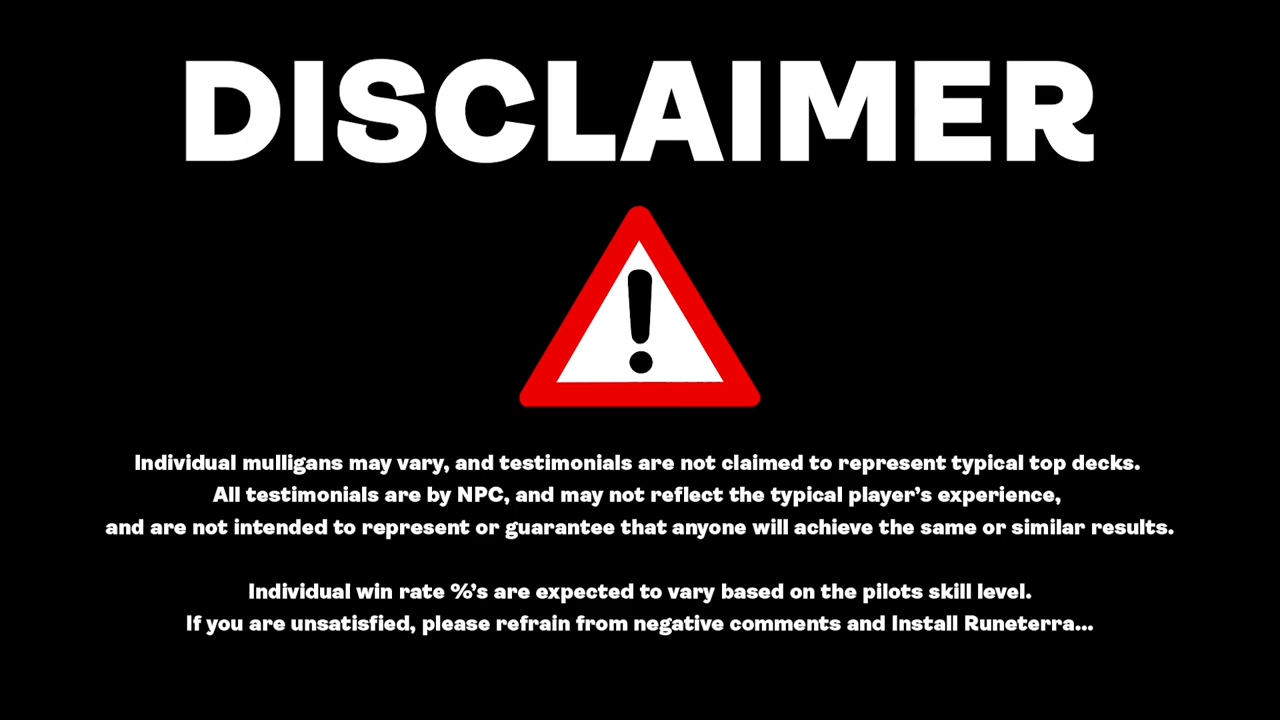 DISCLAIMER
Individual mulligans may vary, and testimonials are not claimed to represent typical top decks.
All testimonials are by NPC, and may not reflect the typical player's experience,
and are not intended to represent or guarantee that anyone will achieve the same or similar results.
Individual win rate %'s are expected to vary based on the pilots skill level.
If you are unsatisfied, please refrain from negative comments and Install Runeterra...